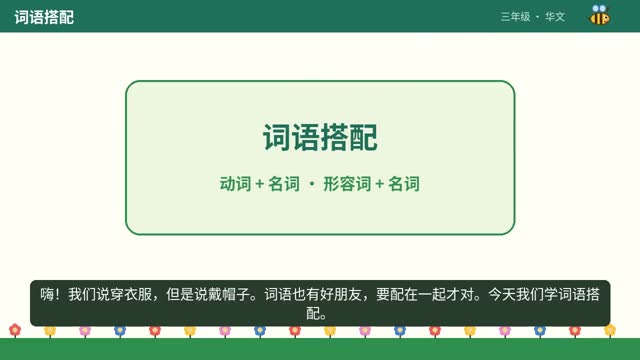 词语搭配
三年级 · 华文
词语搭配
动词 + 名词 · 形容词 + 名词
嗨！我们说穿衣服，但是说戴帽子。词语也有好朋友，要配在一起才对。今天我们学词语搭
配。